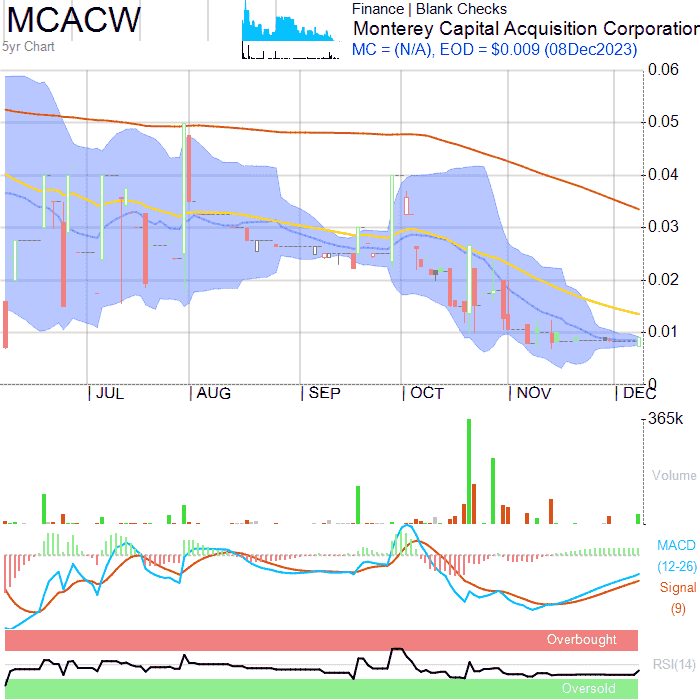 MCACW
5yr Chart
Finance | Blank Checks
Monterey Capital Acquisition Corporation
MC = (N/A), EOD = $0.009 (08Dec2023)
0.06
0.05
0.04
0.03
0.02
0.01
0
JUL AUG SEP OCT NOV DEC
365k
Volume
MACD
(12-26)
Signal
(9)
Overbought
RSI(14)
Oversold